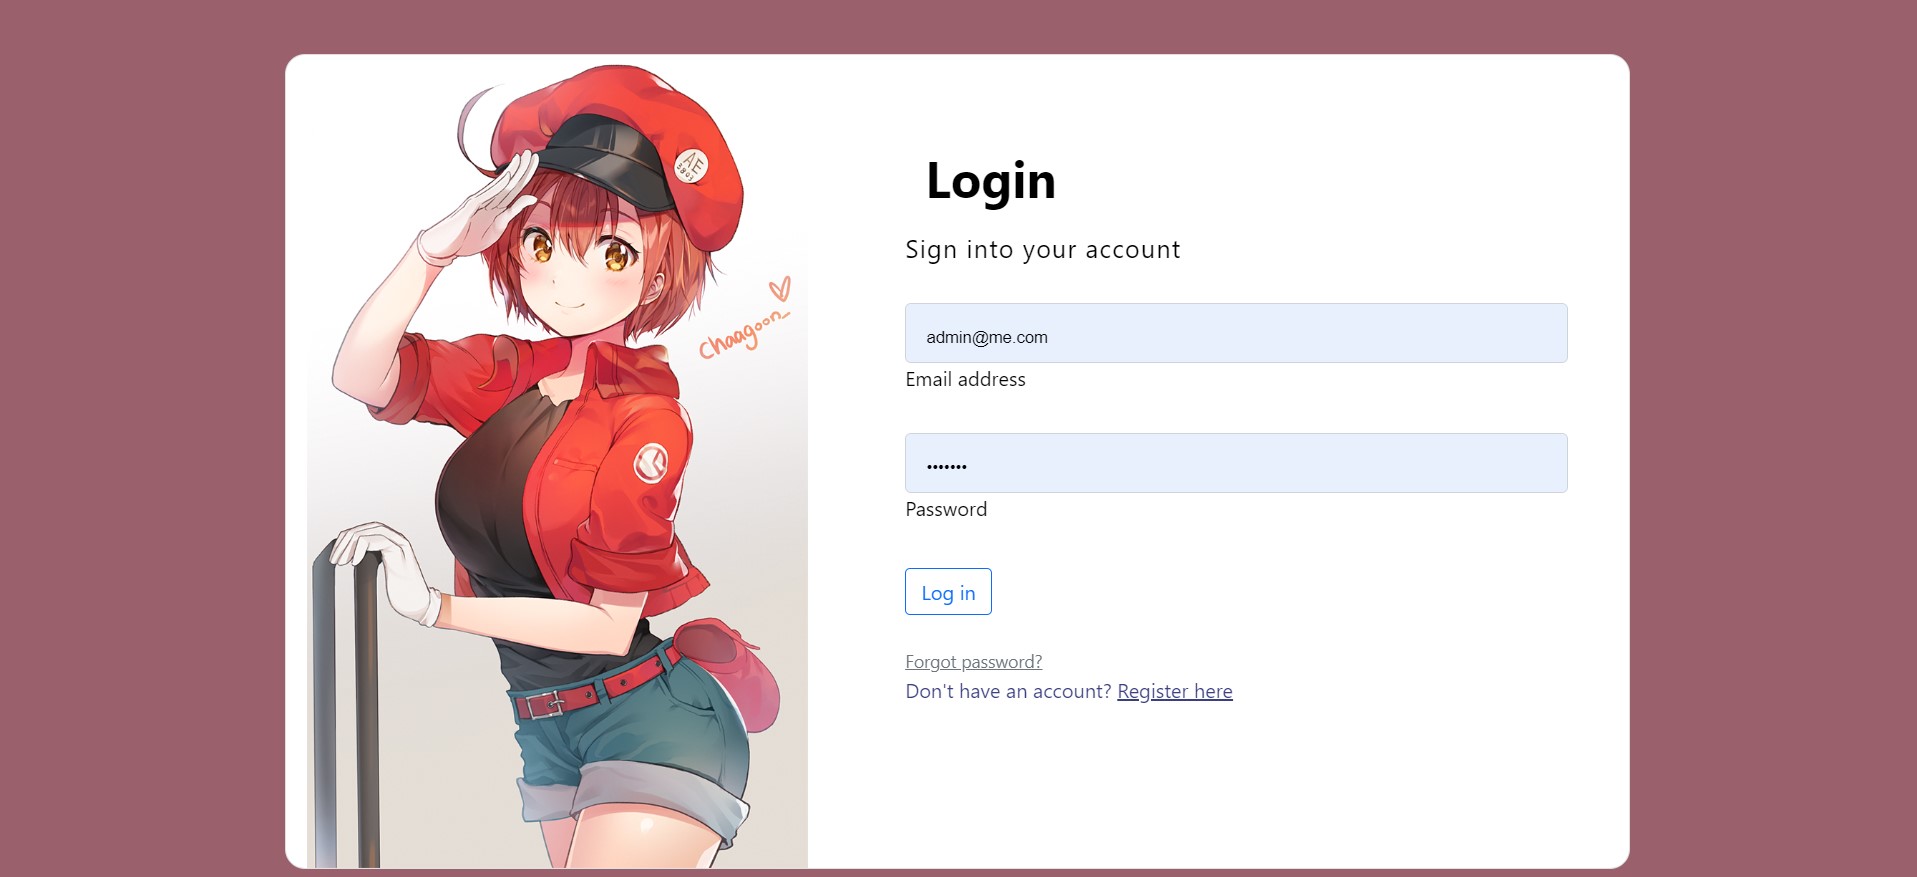 AE
3803
chaagoon_
Login
Sign into your account
admin@me.com
Email address
•••••••
Password
Log in
Forgot password?
Don't have an account? Register here